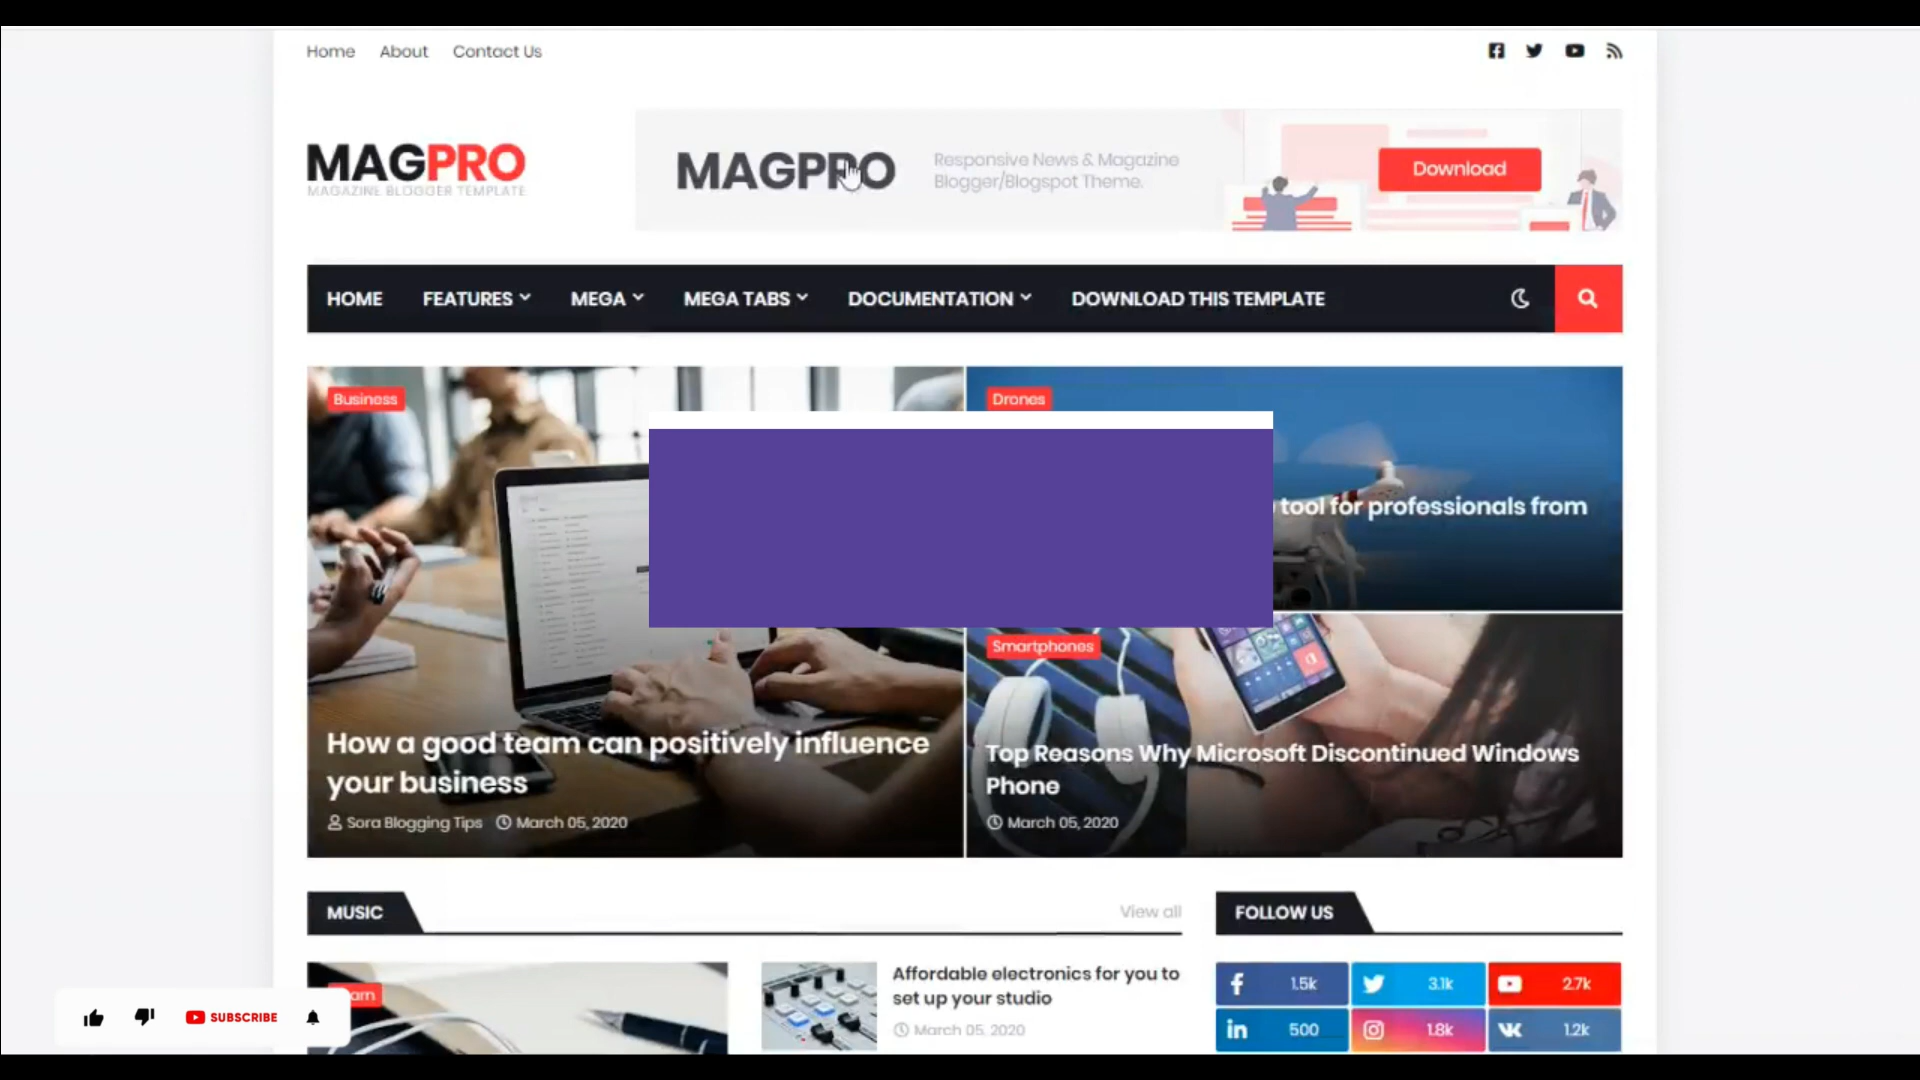 Home About Contact Us
MAGPRO
MAGAZINE BLOGGER TEMPLATE
MAGPRO
Responsive News & Magazine
Blogger/Blogspot Theme.
Download
HOME FEATURES MEGA MEGA TABS DOCUMENTATION DOWNLOAD THIS TEMPLATE
Business
How a good team can positively influence
your business
Sora Blogging Tips March 05, 2020
Drones
tool for professionals from
Smartphones
Top Reasons Why Microsoft Discontinued Windows
Phone
March 05, 2020
MUSIC View all
Affordable electronics for you to
set up your studio
March 05, 2020
FOLLOW US
1.5k 3.1k 2.7k
500 1.8k 1.2k
SUBSCRIBE